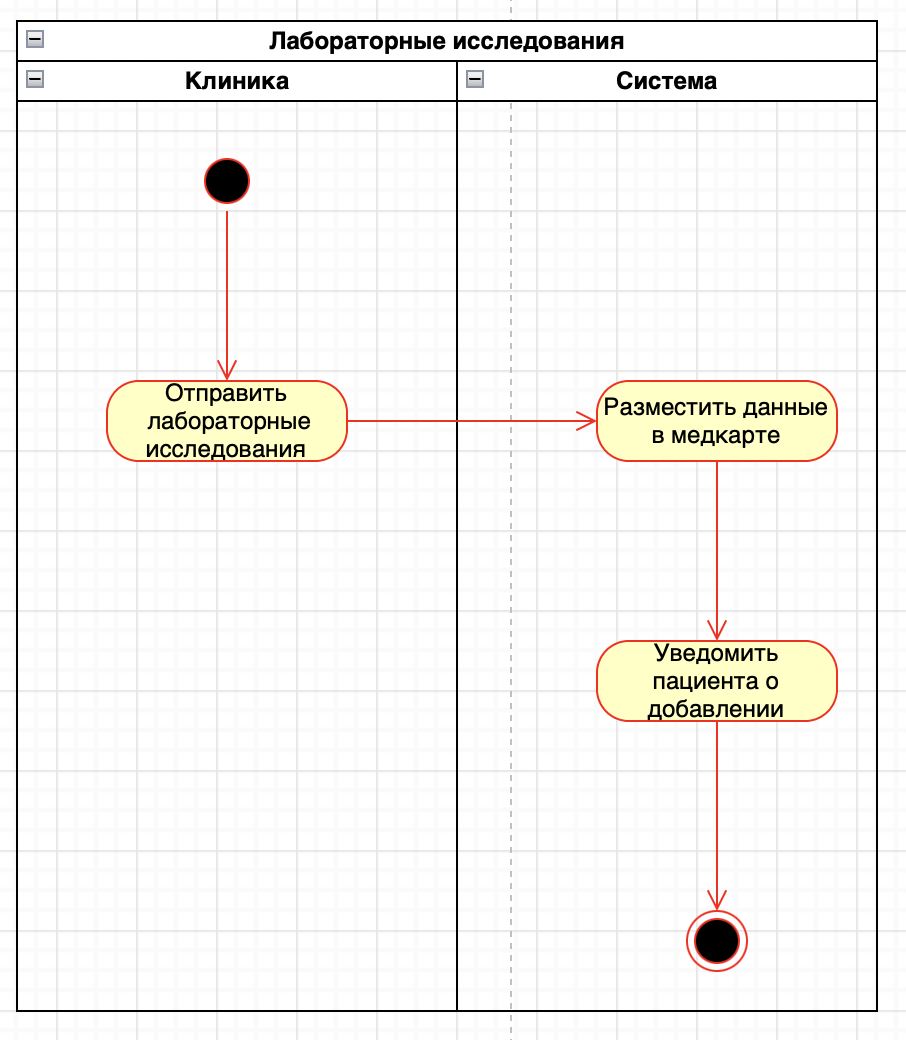 Лабораторные исследования
Клиника
Система
Отправить
лабораторные
исследования
Разместить данные
в медкарте
Уведомить
пациента о
добавлении